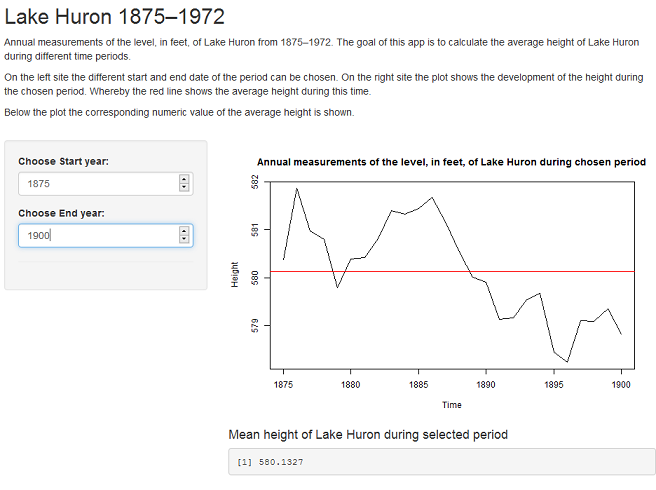 Lake Huron 1875–1972
Annual measurements of the level, in feet, of Lake Huron from 1875–1972. The goal of this app is to calculate the average height of Lake Huron
during different time periods.
On the left site the different start and end date of the period can be chosen. On the right site the plot shows the development of the height during
the chosen period. Whereby the red line shows the average height during this time.
Below the plot the corresponding numeric value of the average height is shown.
Choose Start year:
1875
Choose End year:
1900
Annual measurements of the level, in feet, of Lake Huron during chosen period
Height
582
581
580
579
1875 1880 1885 1890 1895 1900
Time
Mean height of Lake Huron during selected period
[1] 580.1327